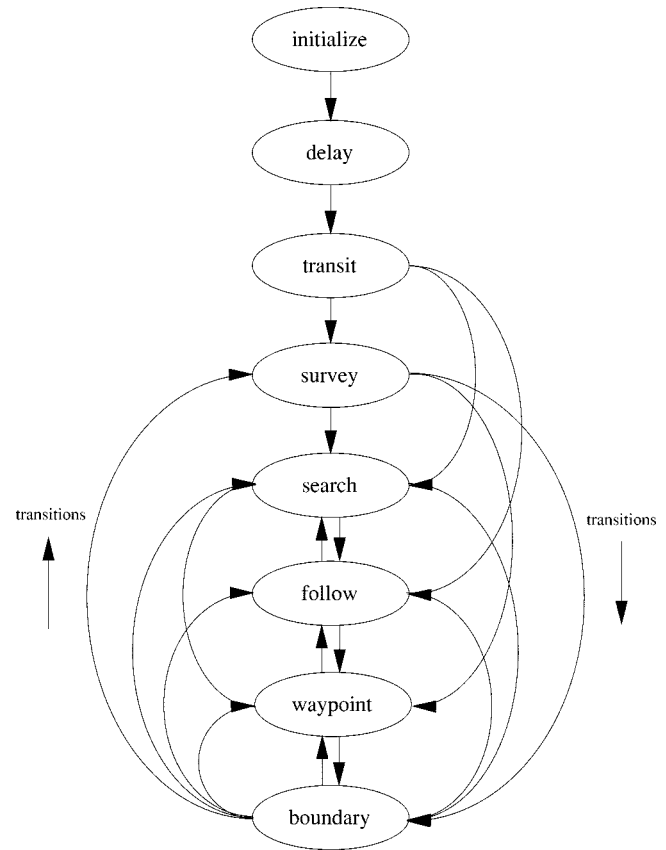 initialize
delay
transit
survey
search
transitions
transitions
follow
waypoint
boundary